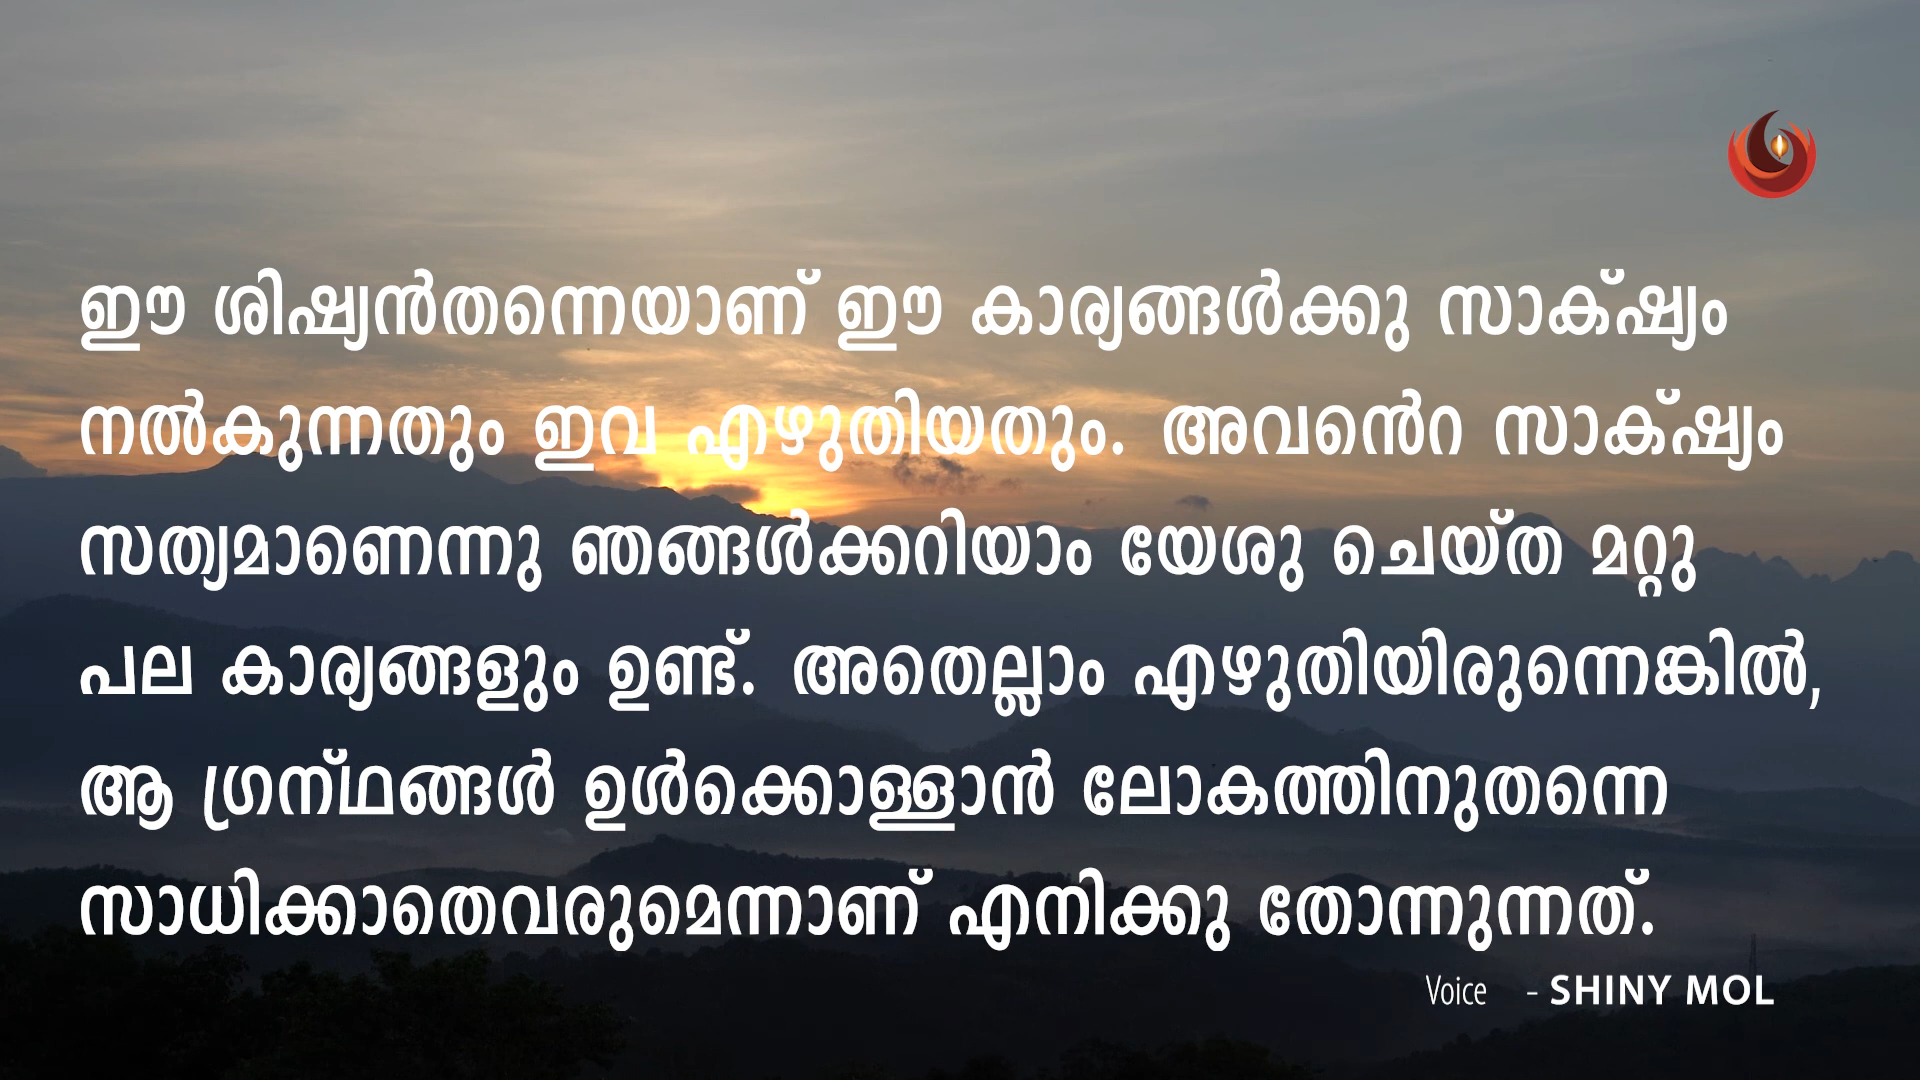 ഈ ശിഷ്യൻതന്നെയാണ് ഈ കാര്യങ്ങൾക്കു സാക്‌ഷ്യം
നൽകുന്നതും ഇവ എഴുതിയതും. അവന്റെ സാക്‌ഷ്യം
സത്യമാണെന്നു ഞങ്ങൾക്കറിയാം യേശു ചെയ്ത മറ്റു
പല കാര്യങ്ങളും ഉണ്ട്. അതെല്ലാം എഴുതിയിരുന്നെങ്കിൽ,
ആ ഗ്രന്‌ഥങ്ങൾ ഉൾക്കൊള്ളാൻ ലോകത്തിനുതന്നെ
സാധിക്കാതെവരുമെന്നാണ് എനിക്കു തോന്നുന്നത്.
Voice - SHINY MOL